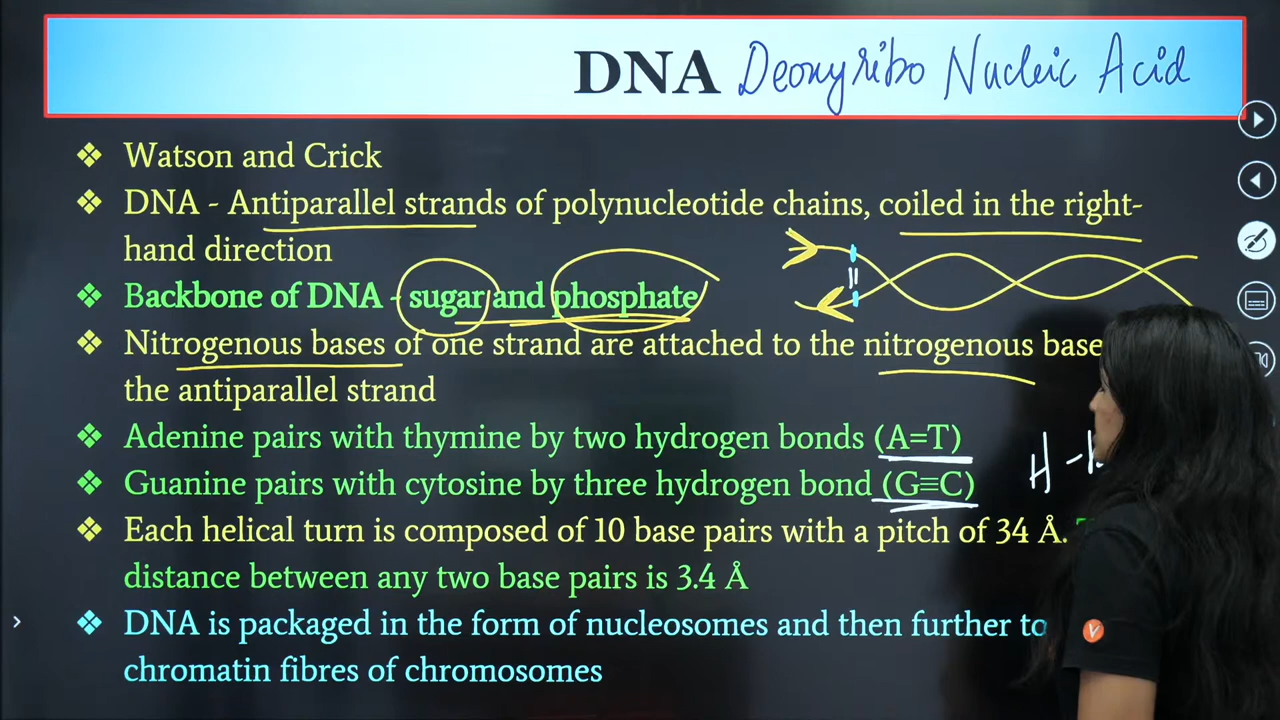 DNA Deoxyribo Nucleic Acid
❖ Watson and Crick
❖ DNA - Antiparallel strands of polynucleotide chains, coiled in the right-
hand direction
❖ Backbone of DNA - sugar and phosphate
❖ Nitrogenous bases of one strand are attached to the nitrogenous base
the antiparallel strand
❖ Adenine pairs with thymine by two hydrogen bonds (A=T)
H -
❖ Guanine pairs with cytosine by three hydrogen bond (G≡C)
❖ Each helical turn is composed of 10 base pairs with a pitch of 34 Å.
distance between any two base pairs is 3.4 Å
❖ DNA is packaged in the form of nucleosomes and then further to
V
chromatin fibres of chromosomes